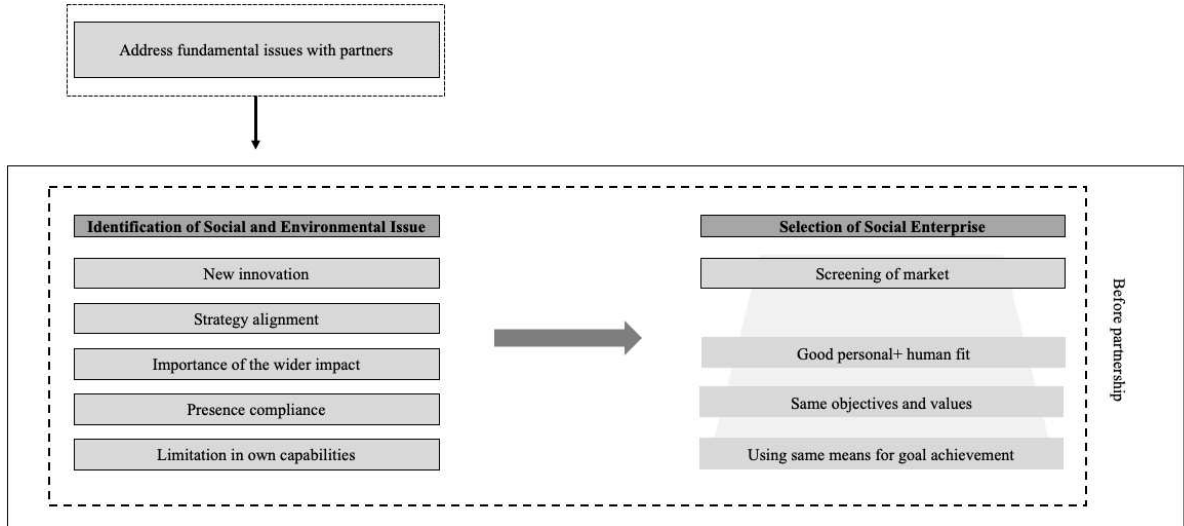 Address fundamental issues with partners
Identification of Social and Environmental Issue
New innovation
Strategy alignment
Importance of the wider impact
Presence compliance
Limitation in own capabilities
Selection of Social Enterprise
Screening of market
Good personal+ human fit
Same objectives and values
Using same means for goal achievement
Before partnership